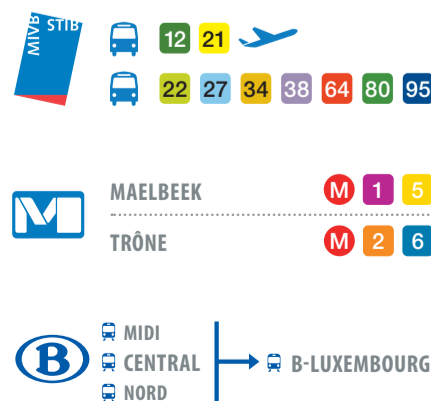 MIVB STIB
12 21
22 27 34 38 64 80 95
MAELBEEK M 1 5
TRÔNE M 2 6
M
B
MIDI
CENTRAL B-LUXEMBOURG
NORD